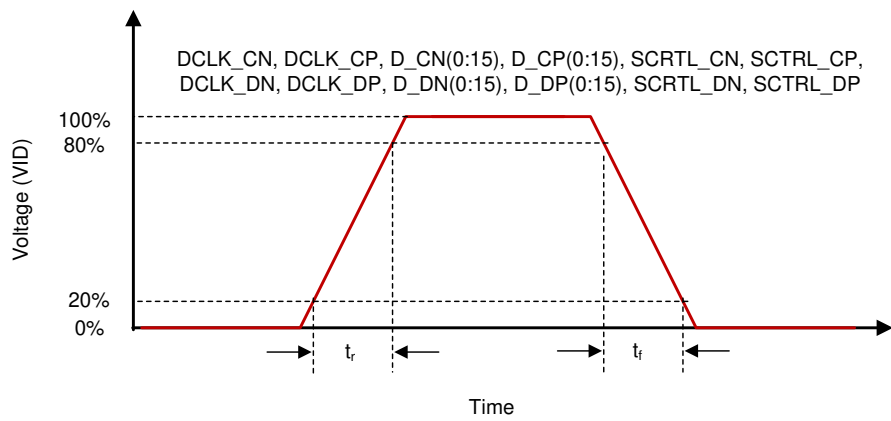 DCLK_CN, DCLK_CP, D_CN(0:15), D_CP(0:15), SCRTL_CN, SCTRL_CP,
DCLK_DN, DCLK_DP, D_DN(0:15), D_DP(0:15), SCRTL_DN, SCTRL_DP
100%
80%
Voltage (VID)
20%
0%
tr
tf
Time